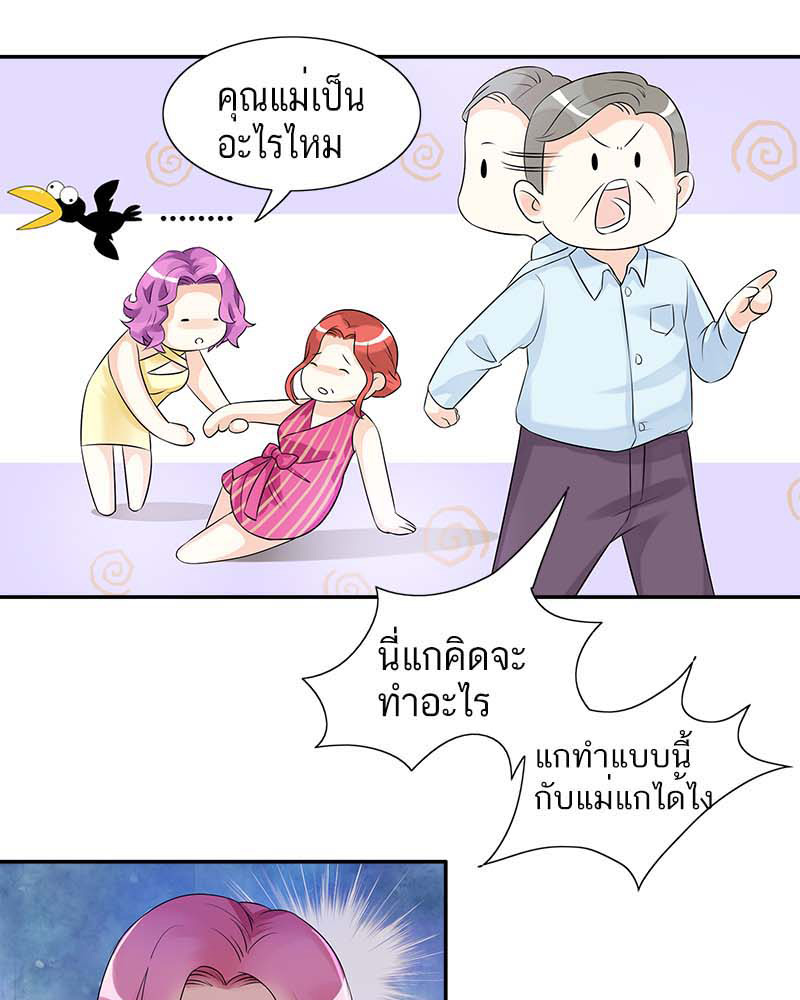 คุณแม่เป็น
อะไรไหม
.........
นี่แกคิดจะ
ทำอะไร
แกทำแบบนี้
กับแม่แกได้ไง